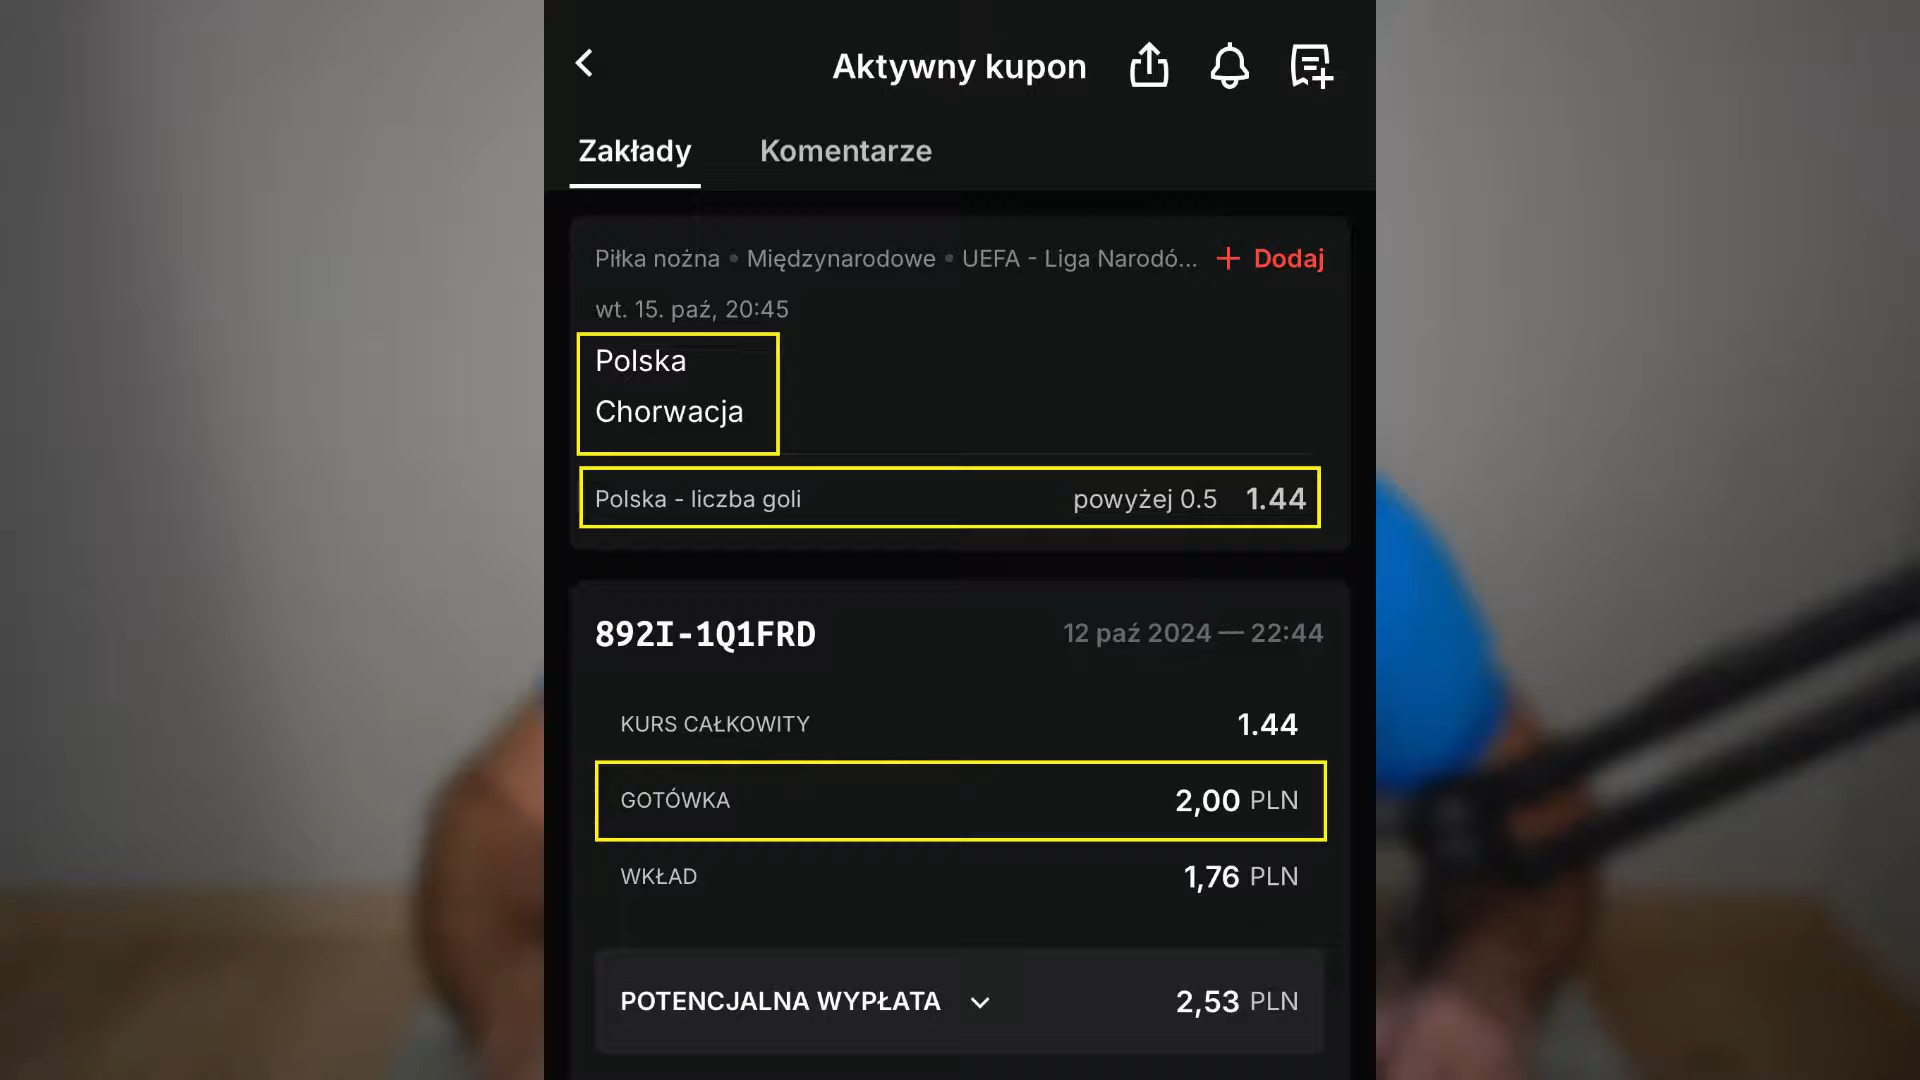 Aktywny kupon
Zakłady Komentarze
Piłka nożna • Międzynarodowe • UEFA - Liga Narodó... + Dodaj
wt. 15. paź, 20:45
Polska
Chorwacja
Polska - liczba goli powyżej 0.5 1.44
892I-1Q1FRD 12 paź 2024 — 22:44
KURS CAŁKOWITY 1.44
GOTÓWKA 2,00 PLN
WKŁAD 1,76 PLN
POTENCJALNA WYPŁATA 2,53 PLN